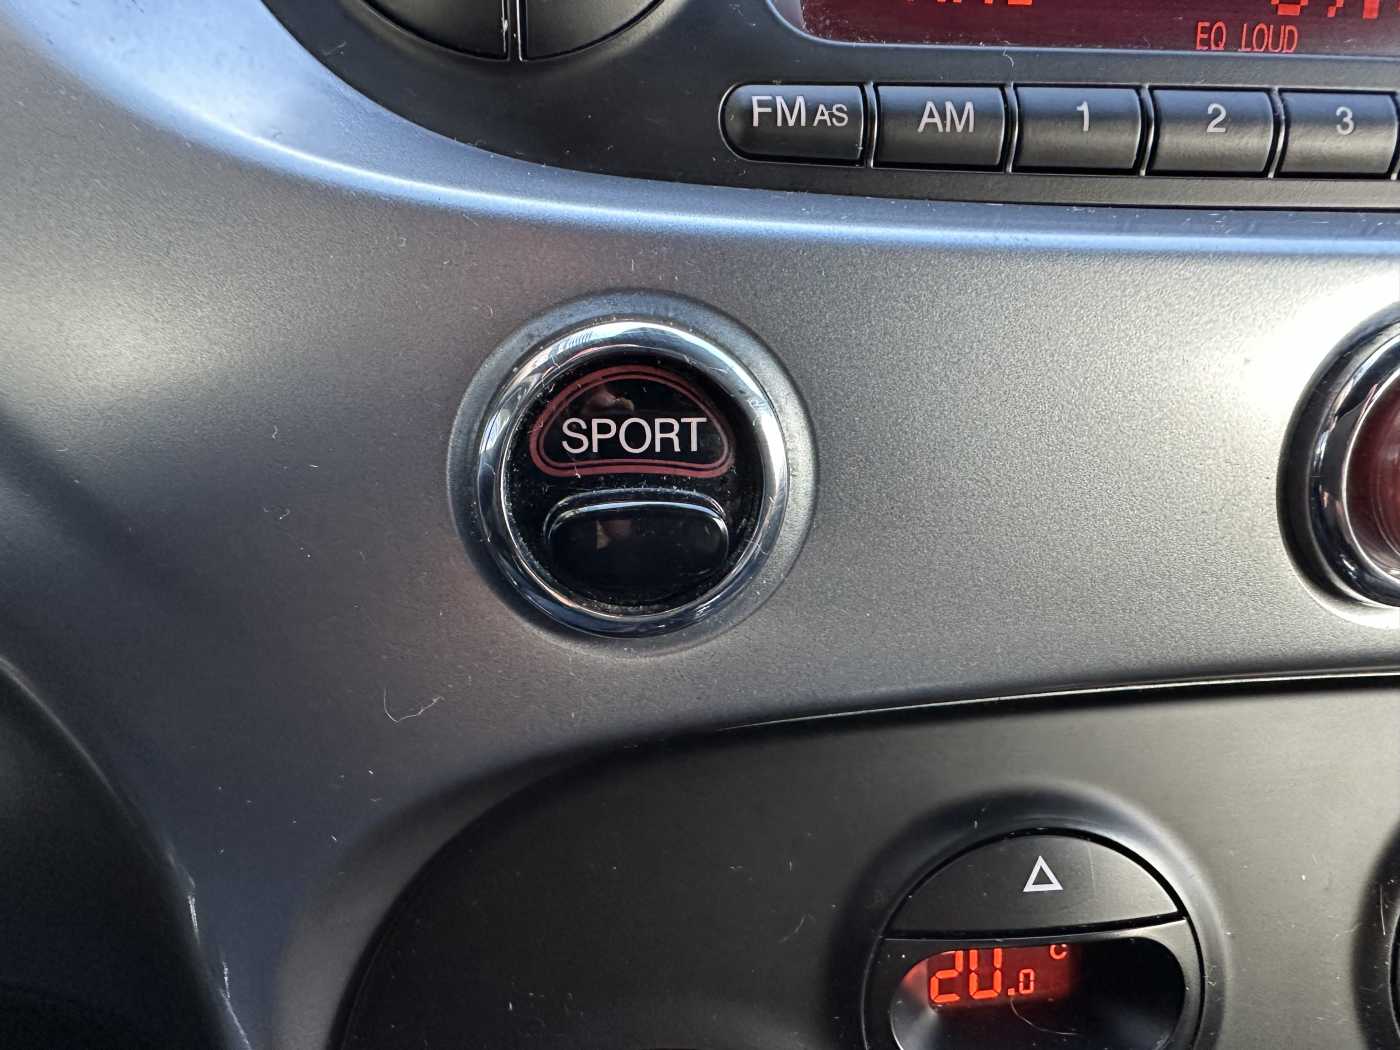 EQ LOUD
FM AS AM 1 2 3
SPORT
20.0 C